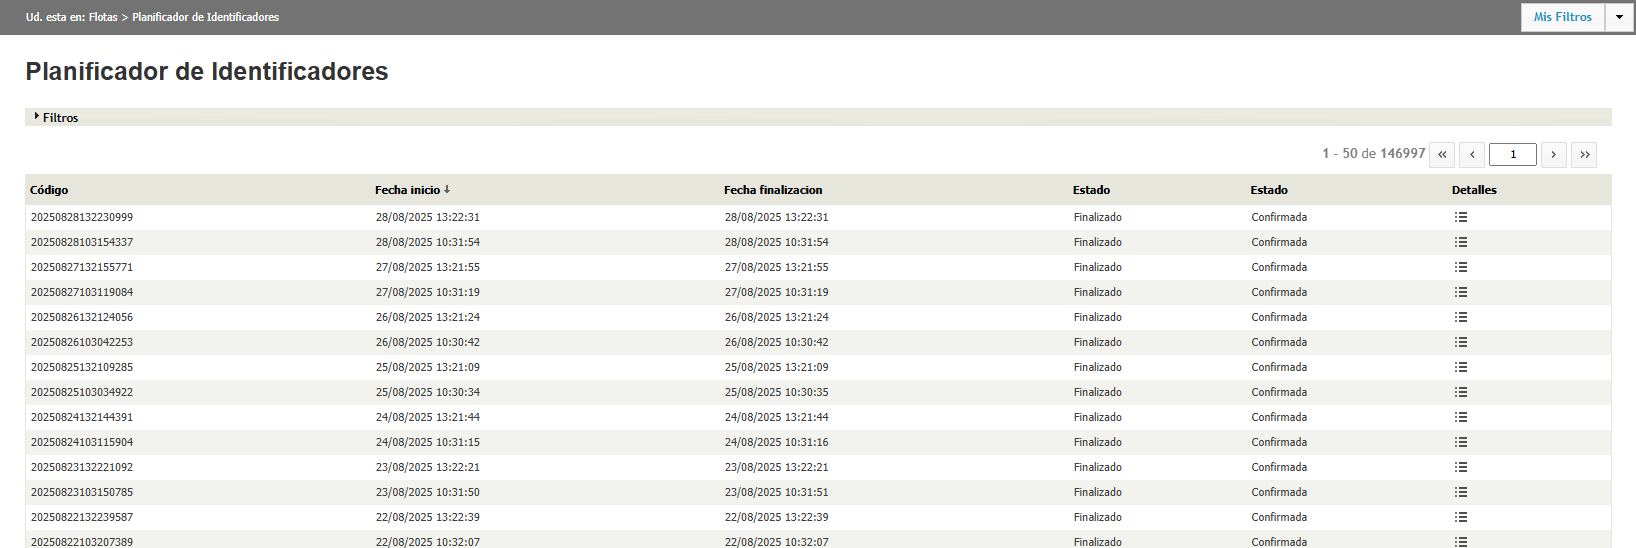 Ud. esta en: Flotas > Planificador de Identificadores
Mis Filtros
Planificador de Identificadores
Filtros
1 - 50 de 146997 « ‹ 1 › »
Código Fecha inicio ↓ Fecha finalizacion Estado Estado Detalles
20250828132230999 28/08/2025 13:22:31 28/08/2025 13:22:31 Finalizado Confirmada
20250828103154337 28/08/2025 10:31:54 28/08/2025 10:31:54 Finalizado Confirmada
20250827132155771 27/08/2025 13:21:55 27/08/2025 13:21:55 Finalizado Confirmada
20250827103119084 27/08/2025 10:31:19 27/08/2025 10:31:19 Finalizado Confirmada
20250826132124056 26/08/2025 13:21:24 26/08/2025 13:21:24 Finalizado Confirmada
20250826103042253 26/08/2025 10:30:42 26/08/2025 10:30:42 Finalizado Confirmada
20250825132109285 25/08/2025 13:21:09 25/08/2025 13:21:09 Finalizado Confirmada
20250825103034922 25/08/2025 10:30:34 25/08/2025 10:30:35 Finalizado Confirmada
20250824132144391 24/08/2025 13:21:44 24/08/2025 13:21:44 Finalizado Confirmada
20250824103115904 24/08/2025 10:31:15 24/08/2025 10:31:16 Finalizado Confirmada
20250823132221092 23/08/2025 13:22:21 23/08/2025 13:22:21 Finalizado Confirmada
20250823103150785 23/08/2025 10:31:50 23/08/2025 10:31:51 Finalizado Confirmada
20250822132239587 22/08/2025 13:22:39 22/08/2025 13:22:39 Finalizado Confirmada
20250822103207389 22/08/2025 10:32:07 22/08/2025 10:32:07 Finalizado Confirmada